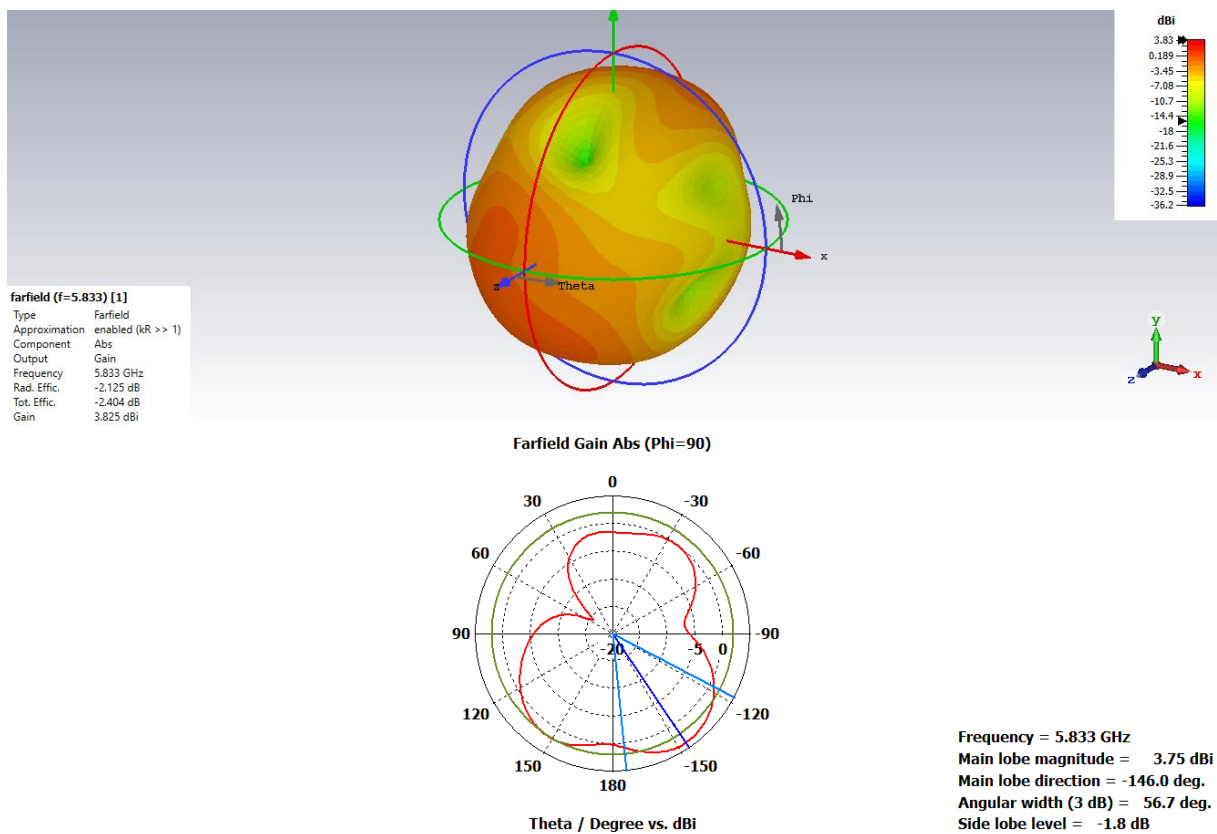 dBi
3.83
0.189
-3.45
-7.08
-10.7
-14.4
-18
-21.6
-25.3
-28.9
-32.5
-36.2
Phi
x
z
Theta
y
z
x
farfield (f=5.833) [1]
Type Farfield
Approximation enabled (kR >> 1)
Component Abs
Output Gain
Frequency 5.833 GHz
Rad. Effic. -2.125 dB
Tot. Effic. -2.404 dB
Gain 3.825 dBi
Farfield Gain Abs (Phi=90)
0
30 -30
60 -60
90 -20 -5 0 -90
120 -120
150 -150
180
Theta / Degree vs. dBi
Frequency = 5.833 GHz
Main lobe magnitude = 3.75 dBi
Main lobe direction = -146.0 deg.
Angular width (3 dB) = 56.7 deg.
Side lobe level = -1.8 dB